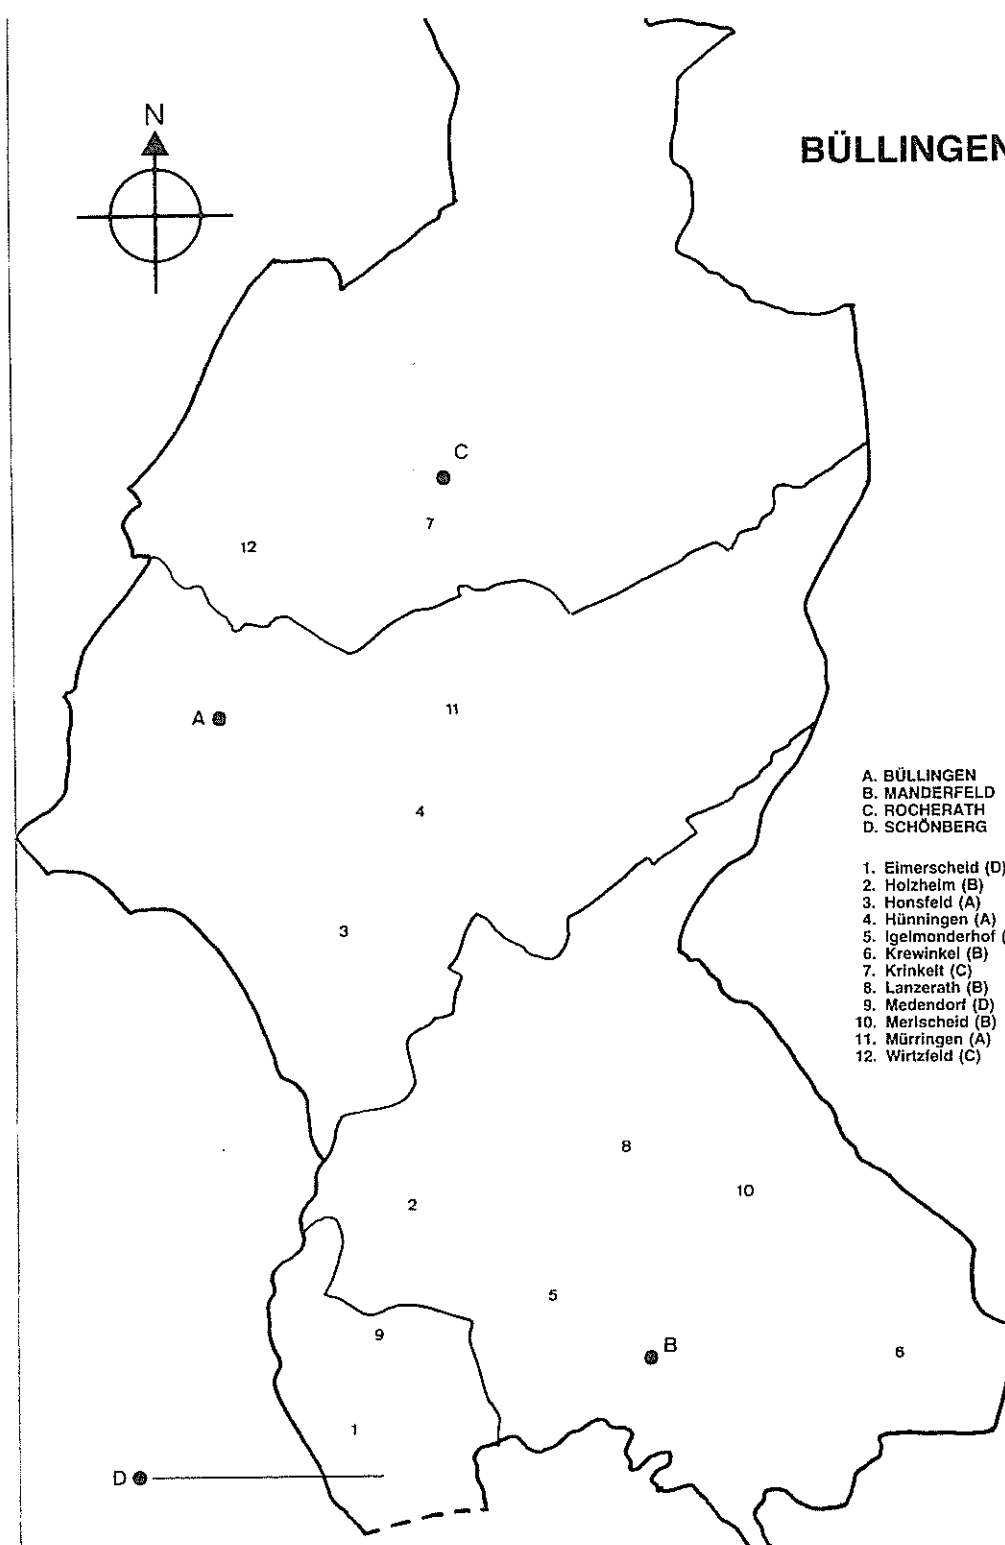 N
BÜLLINGEN
C
7
12
A
11
4
A. BÜLLINGEN
B. MANDERFELD
C. ROCHERATH
D. SCHÖNBERG
1. Eimerscheid (D)
2. Holzheim (B)
3. Honsfeld (A)
4. Hünningen (A)
5. Igelmonderhof (
6. Krewinkel (B)
7. Krinkelt (C)
8. Lanzerath (B)
9. Medendorf (D)
10. Merlscheid (B)
11. Mürringen (A)
12. Wirtzfeld (C)
3
8
10
2
5
9
B
6
1
D